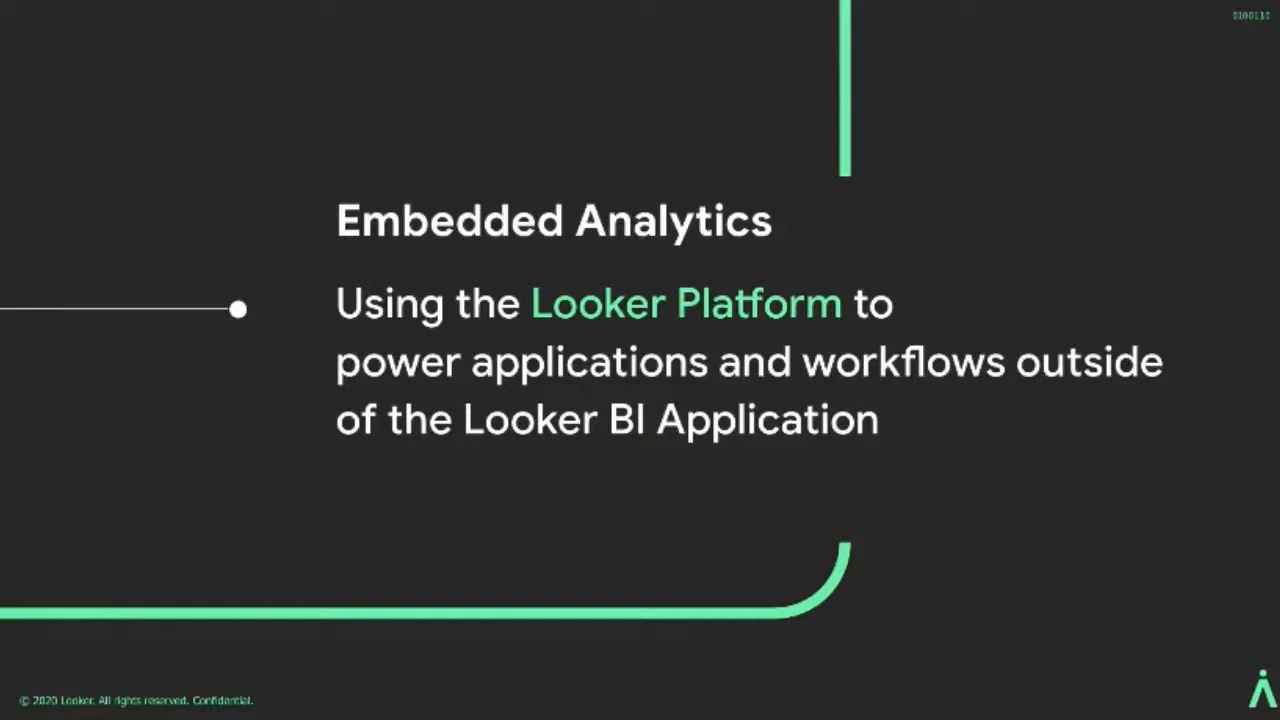 0100110
Embedded Analytics
Using the Looker Platform to
power applications and workflows outside
of the Looker BI Application
© 2020 Looker. All rights reserved. Confidential.